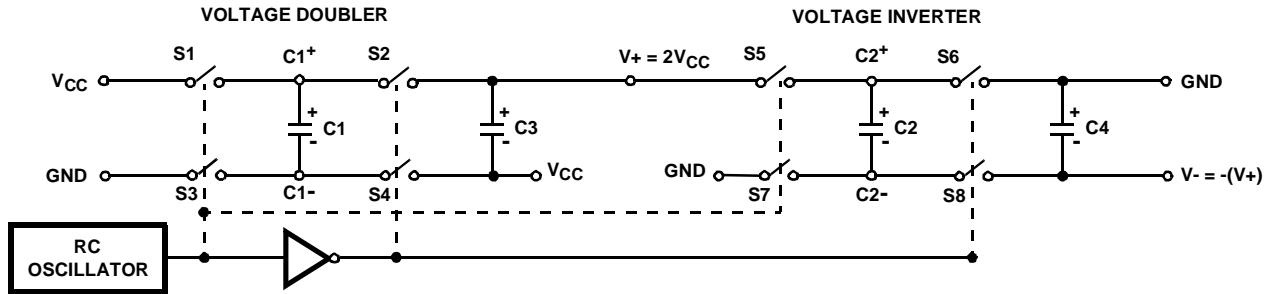 VOLTAGE DOUBLER
VOLTAGE INVERTER
S1
C1+
S2
V+ = 2VCC
S5
C2+
S6
VCC
GND
+
C1
-
+
C3
-
+
C2
-
+
C4
-
GND
S3
C1-
S4
VCC
GND
S7
C2-
S8
V- = -(V+)
RC
OSCILLATOR